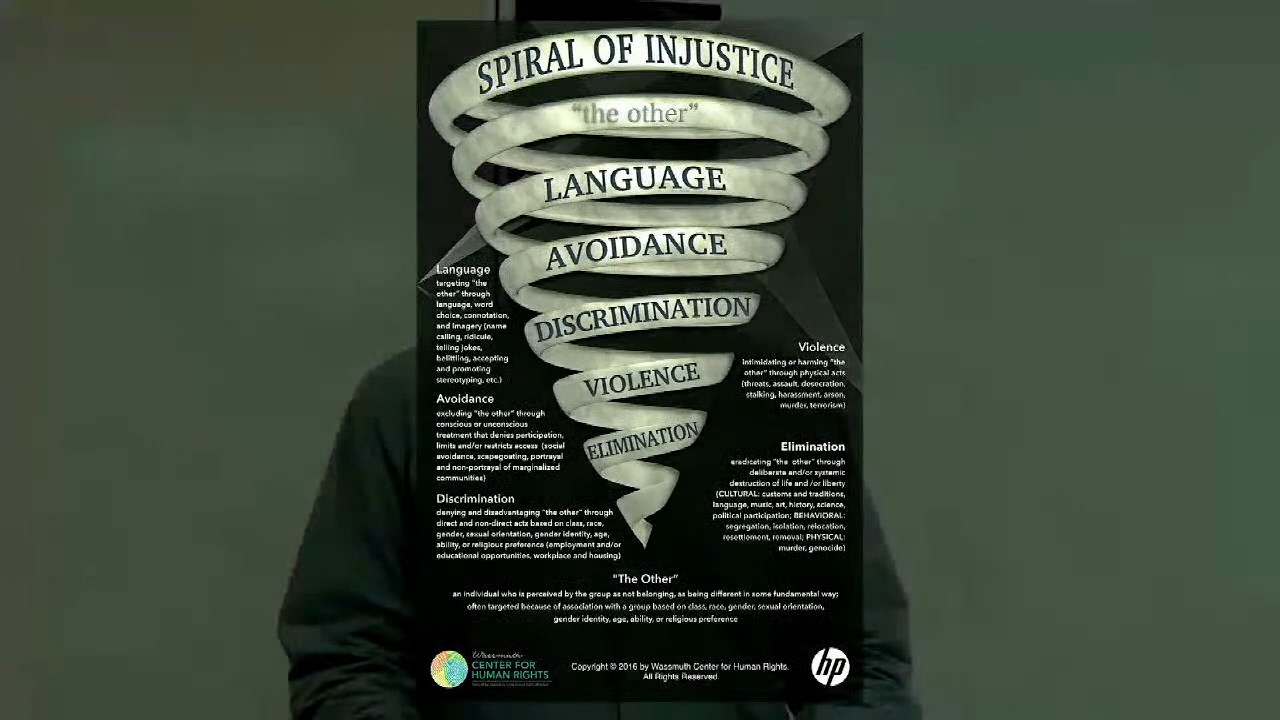 SPIRAL OF INJUSTICE
“the other”
LANGUAGE
AVOIDANCE
DISCRIMINATION
VIOLENCE
ELIMINATION
Language
targeting "the
other" through
language, word
choice, connotation,
and imagery (name
calling, ridicule,
telling jokes,
belittling, accepting
and promoting
stereotyping, etc.)
Avoidance
excluding "the other" through
conscious or unconscious
treatment that denies participation,
limits and/or restricts access (social
avoidance, scapegoating, portrayal
and non-portrayal of marginalized
communities)
Discrimination
denying and disadvantaging "the other" through
direct and non-direct acts based on class, race,
gender, sexual orientation, gender identity, age,
ability, or religious preference (employment and/or
educational opportunities, workplace and housing)
Violence
intimidating or harming "the
other" through physical acts
(threats, assault, desecration,
stalking, harassment, arson,
murder, terrorism)
Elimination
eradicating "the other" through
deliberate and/or systemic
destruction of life and /or liberty
(CULTURAL: customs and traditions,
language, music, art, history, science,
political participation; BEHAVIORAL:
segregation, isolation, relocation,
resettlement, removal; PHYSICAL:
murder, genocide)
"The Other"
an individual who is perceived by the group as not belonging, as being different in some fundamental way;
often targeted because of association with a group based on class, race, gender, sexual orientation,
gender identity, age, ability, or religious preference
Wassmuth
CENTER FOR
HUMAN RIGHTS
Copyright © 2016 by Wassmuth Center for Human Rights.
All Rights Reserved.
hp